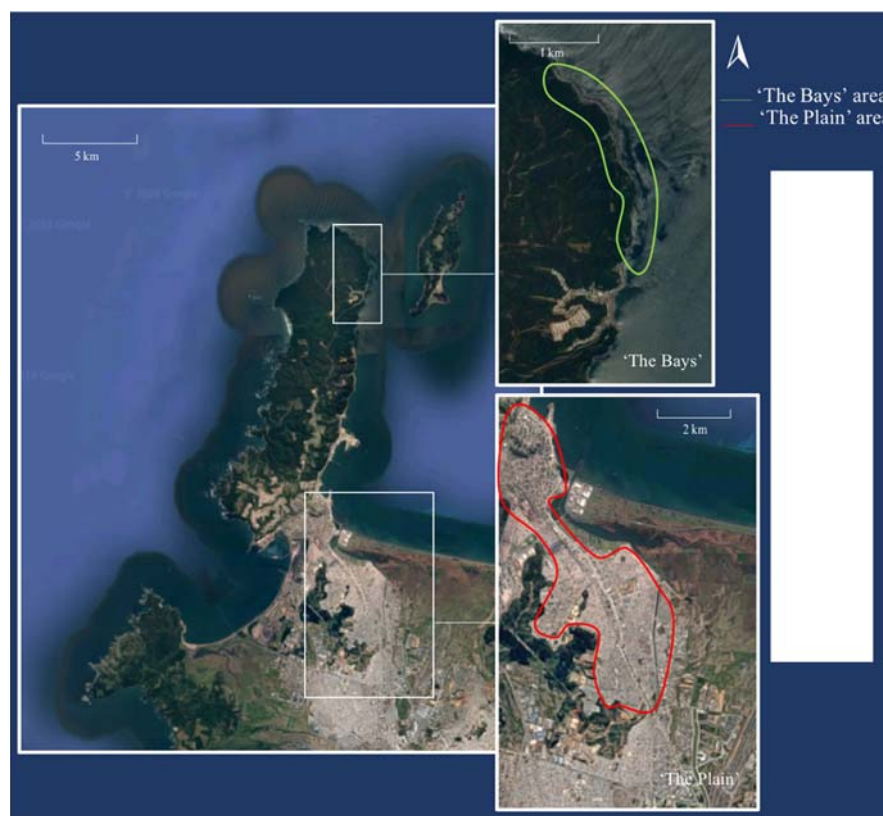 1 km
'The Bays' area
'The Plain' area
5 km
'The Bays'
2 km
'The Plain'